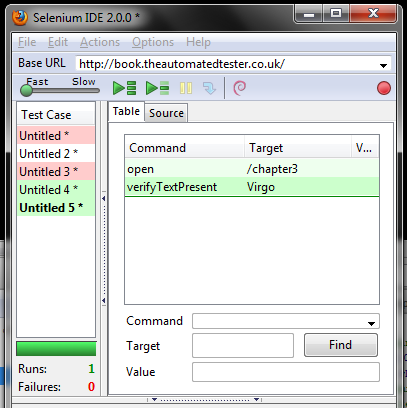 Selenium IDE 2.0.0 *
File Edit Actions Options Help
Base URL http://book.theautomatedtester.co.uk/
Fast Slow
Test Case
Untitled *
Untitled 2 *
Untitled 3 *
Untitled 4 *
Untitled 5 *
Runs: 1
Failures: 0
Table Source
Command Target V...
open /chapter3
verifyTextPresent Virgo
Command
Target Find
Value